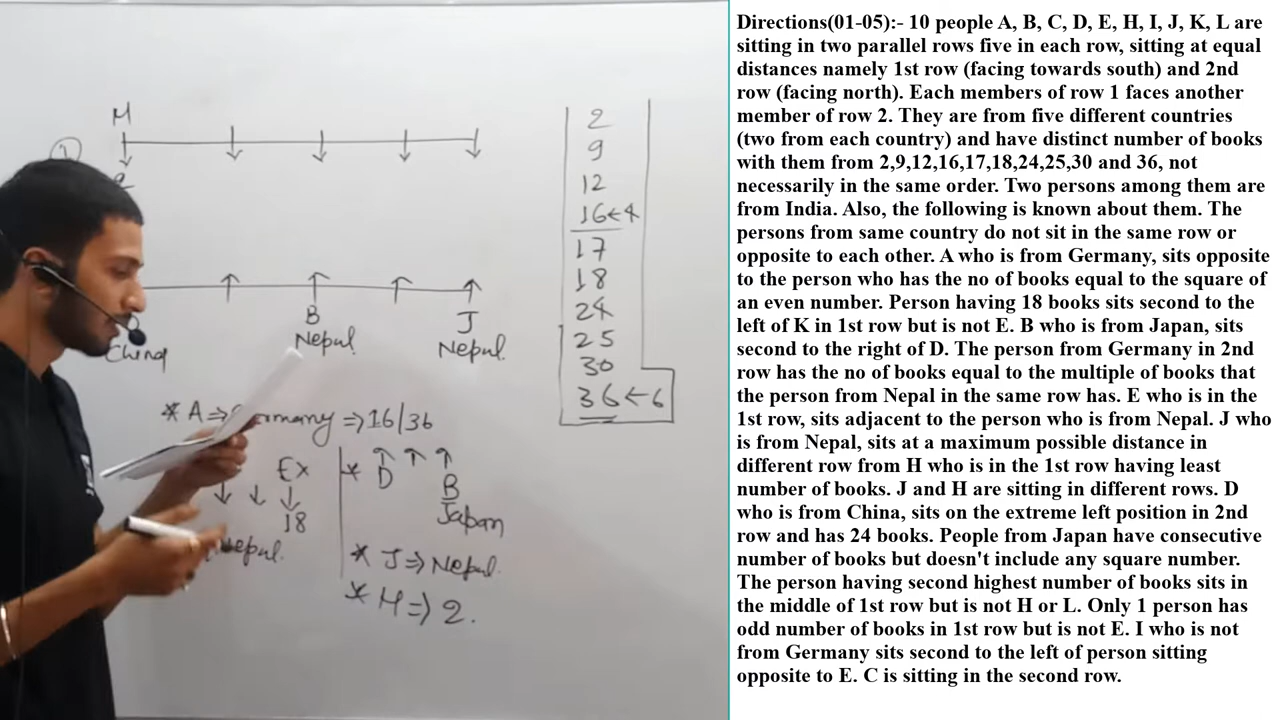 Directions(01-05):- 10 people A, B, C, D, E, H, I, J, K, L are
sitting in two parallel rows five in each row, sitting at equal
distances namely 1st row (facing towards south) and 2nd
row (facing north). Each members of row 1 faces another
member of row 2. They are from five different countries
(two from each country) and have distinct number of books
with them from 2,9,12,16,17,18,24,25,30 and 36, not
necessarily in the same order. Two persons among them are
from India. Also, the following is known about them. The
persons from same country do not sit in the same row or
opposite to each other. A who is from Germany, sits opposite
to the person who has the no of books equal to the square of
an even number. Person having 18 books sits second to the
left of K in 1st row but is not E. B who is from Japan, sits
second to the right of D. The person from Germany in 2nd
row has the no of books equal to the multiple of books that
the person from Nepal in the same row has. E who is in the
1st row, sits adjacent to the person who is from Nepal. J who
is from Nepal, sits at a maximum possible distance in
different row from H who is in the 1st row having least
number of books. J and H are sitting in different rows. D
who is from China, sits on the extreme left position in 2nd
row and has 24 books. People from Japan have consecutive
number of books but doesn't include any square number.
The person having second highest number of books sits in
the middle of 1st row but is not H or L. Only 1 person has
odd number of books in 1st row but is not E. I who is not
from Germany sits second to the left of person sitting
opposite to E. C is sitting in the second row.
H
B
Nepul
J
Nepul
China
2
9
12
16←4
17
18
24
25
30
36←6
* A ⇒ Germany ⇒ 16/36
E×
18
Nepul.
* D
B
Japan
* J ⇒ Nepul.
* H ⇒ 2.